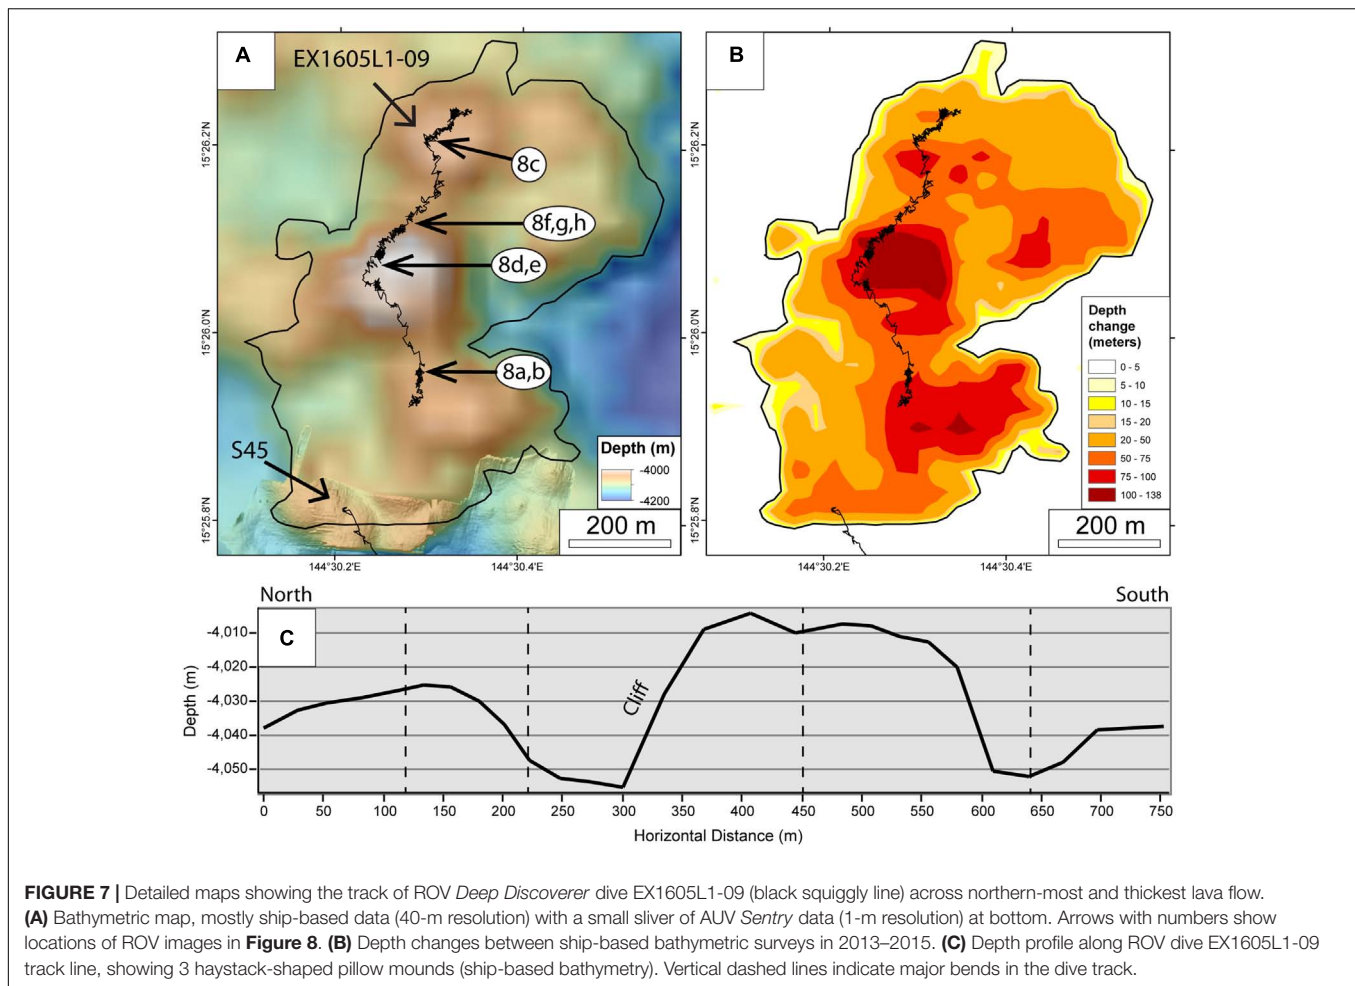 A
EX1605L1-09
8c
8f,g,h
8d,e
8a,b
S45
Depth (m)
-4000
-4200
200 m
15°26.2'N
15°26.0'N
15°25.8'N
144°30.2'E
144°30.4'E
B
Depth
change
(meters)
0 - 5
5 - 10
10 - 15
15 - 20
20 - 50
50 - 75
75 - 100
100 - 138
200 m
15°26.2'N
15°26.0'N
15°25.8'N
144°30.2'E
144°30.4'E
North
South
C
Depth (m)
-4,010
-4,020
-4,030
-4,040
-4,050
Cliff
0 50 100 150 200 250 300 350 400 450 500 550 600 650 700 750
Horizontal Distance (m)
FIGURE 7 | Detailed maps showing the track of ROV Deep Discoverer dive EX1605L1-09 (black squiggly line) across northern-most and thickest lava flow.
(A) Bathymetric map, mostly ship-based data (40-m resolution) with a small sliver of AUV Sentry data (1-m resolution) at bottom. Arrows with numbers show
locations of ROV images in Figure 8. (B) Depth changes between ship-based bathymetric surveys in 2013–2015. (C) Depth profile along ROV dive EX1605L1-09
track line, showing 3 haystack-shaped pillow mounds (ship-based bathymetry). Vertical dashed lines indicate major bends in the dive track.